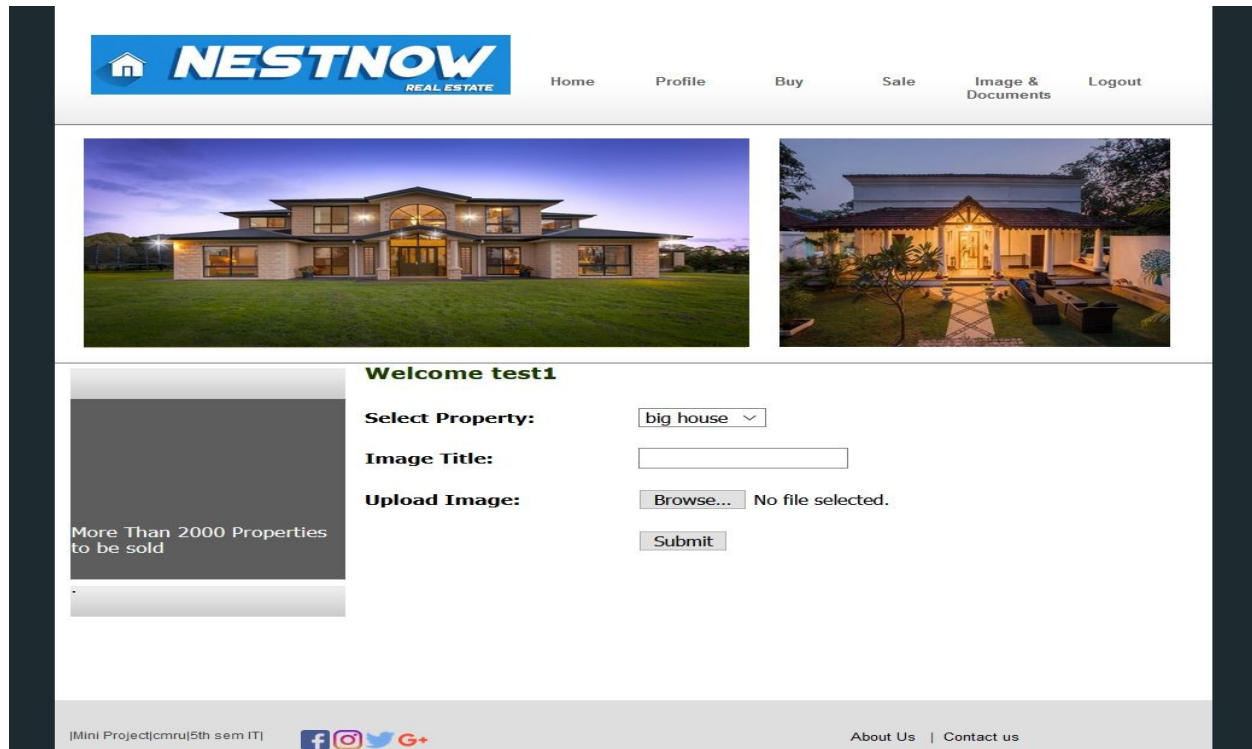 NESTNOW
REAL ESTATE
Home Profile Buy Sale Image & Logout
Documents
Welcome test1
Select Property: big house
Image Title:
Upload Image: Browse... No file selected.
Submit
More Than 2000 Properties
to be sold
.
|Mini Project|cmru|5th sem IT|
f G+
About Us | Contact us